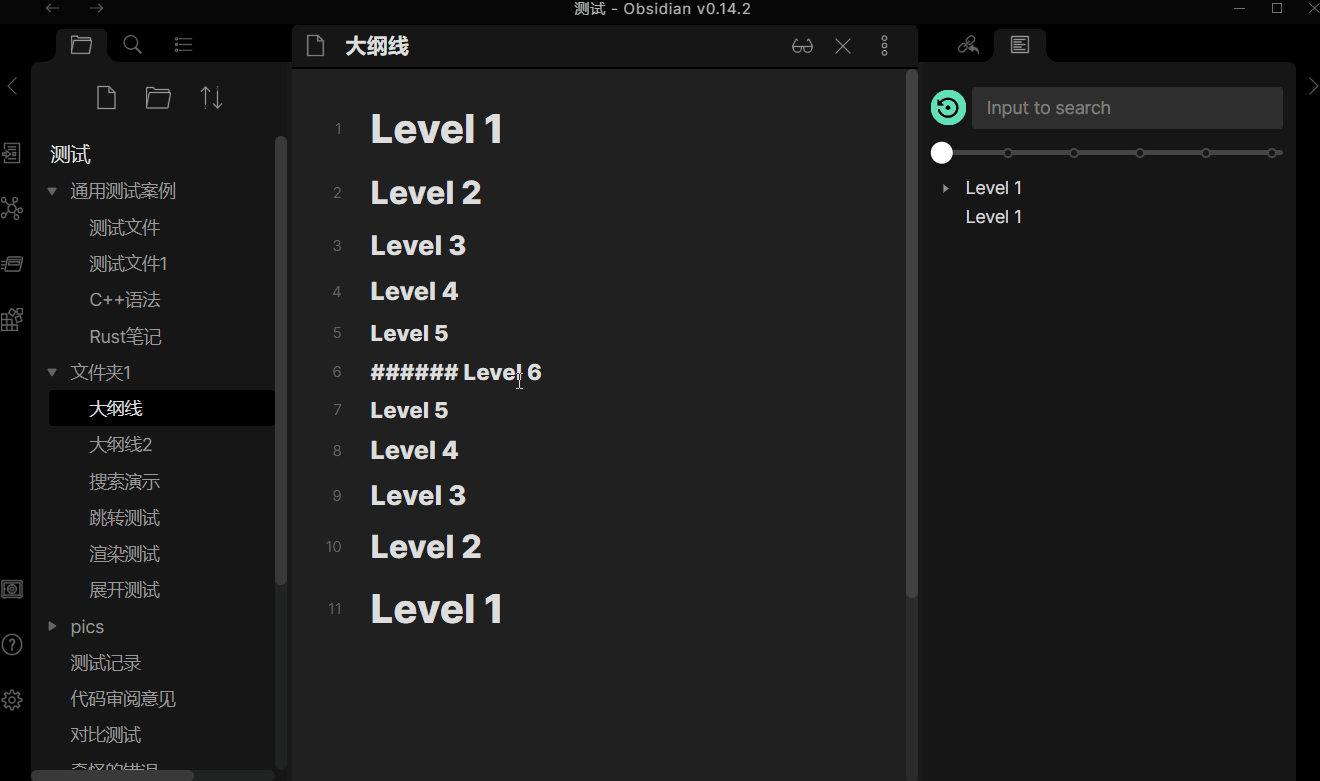 测试 - Obsidian v0.14.2
测试
通用测试案例
测试文件
测试文件1
C++语法
Rust笔记
文件夹1
大纲线
大纲线2
搜索演示
跳转测试
渲染测试
展开测试
pics
测试记录
代码审阅意见
对比测试
奇怪的错误
大纲线
1 Level 1
2 Level 2
3 Level 3
4 Level 4
5 Level 5
6 ###### Level 6
7 Level 5
8 Level 4
9 Level 3
10 Level 2
11 Level 1
Input to search
Level 1
Level 1